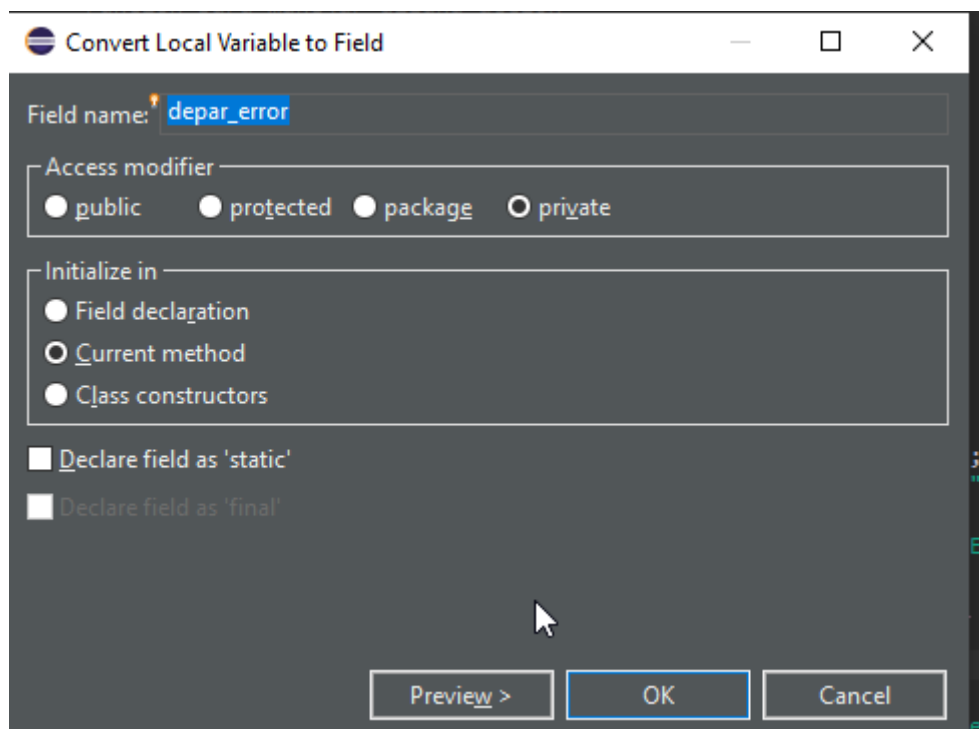 Convert Local Variable to Field
Field name: depar_error
Access modifier
public protected package private
Initialize in
Field declaration
Current method
Class constructors
Declare field as 'static'
Declare field as 'final'
Preview > OK Cancel